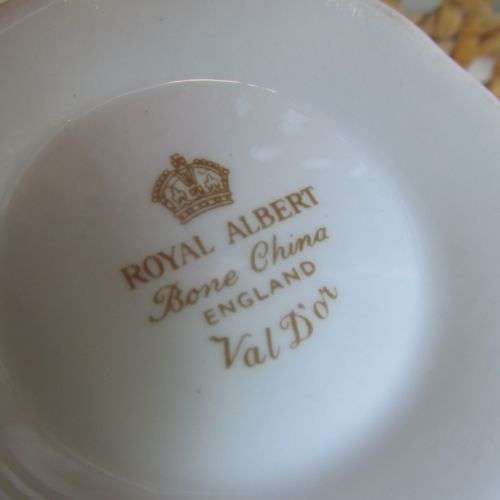 ROYAL ALBERT
Bone China
ENGLAND
Val D'or